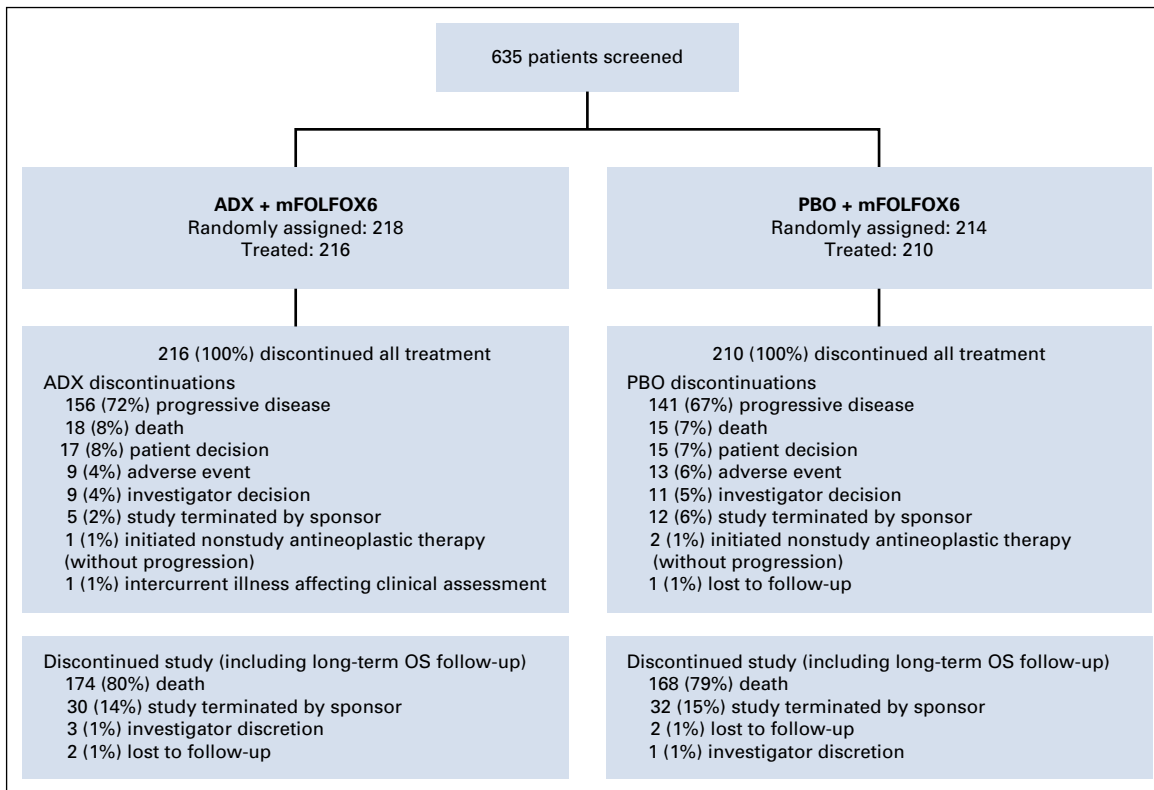 635 patients screened
ADX + mFOLFOX6
Randomly assigned: 218
Treated: 216
PBO + mFOLFOX6
Randomly assigned: 214
Treated: 210
216 (100%) discontinued all treatment
ADX discontinuations
156 (72%) progressive disease
18 (8%) death
17 (8%) patient decision
9 (4%) adverse event
9 (4%) investigator decision
5 (2%) study terminated by sponsor
1 (1%) initiated nonstudy antineoplastic therapy
(without progression)
1 (1%) intercurrent illness affecting clinical assessment
210 (100%) discontinued all treatment
PBO discontinuations
141 (67%) progressive disease
15 (7%) death
15 (7%) patient decision
13 (6%) adverse event
11 (5%) investigator decision
12 (6%) study terminated by sponsor
2 (1%) initiated nonstudy antineoplastic therapy
(without progression)
1 (1%) lost to follow-up
Discontinued study (including long-term OS follow-up)
174 (80%) death
30 (14%) study terminated by sponsor
3 (1%) investigator discretion
2 (1%) lost to follow-up
Discontinued study (including long-term OS follow-up)
168 (79%) death
32 (15%) study terminated by sponsor
2 (1%) lost to follow-up
1 (1%) investigator discretion